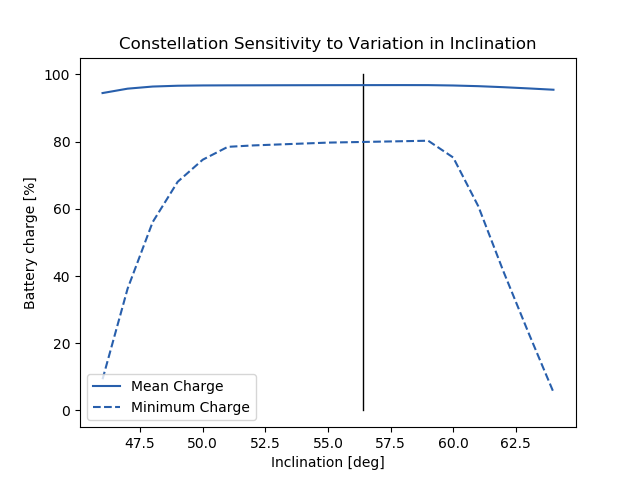 Constellation Sensitivity to Variation in Inclination
100
80
60
40
20
0
Battery charge [%]
Mean Charge
Minimum Charge
47.5 50.0 52.5 55.0 57.5 60.0 62.5
Inclination [deg]